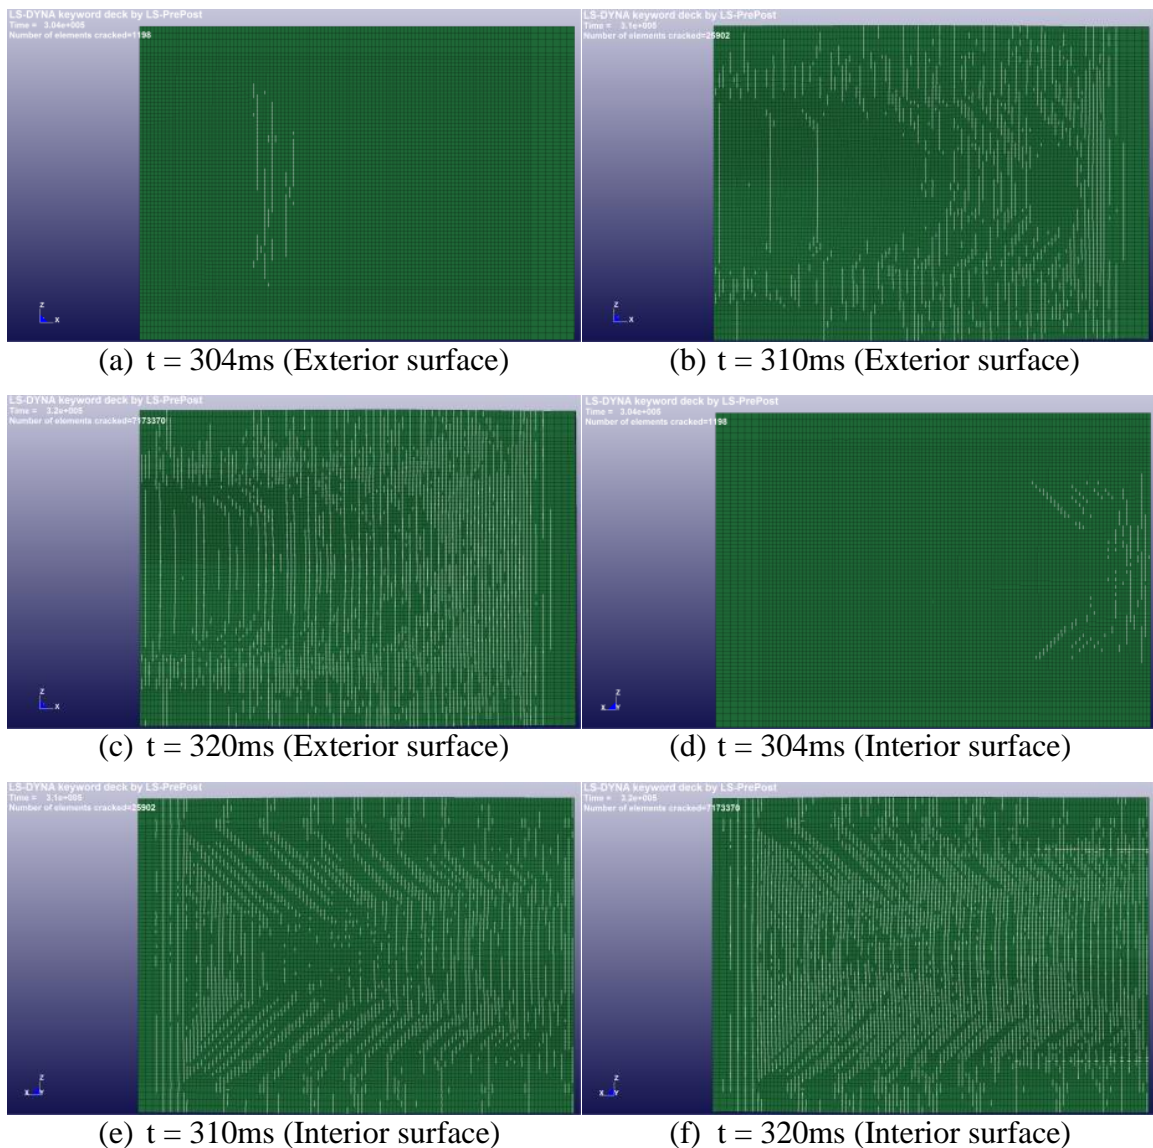 LS-DYNA keyword deck by LS-PrePost
Time = 3.04e+005
Number of elements cracked=1198
Z
X
(a) t = 304ms (Exterior surface)
LS-DYNA keyword deck by LS-PrePost
Time = 3.1e+005
Number of elements cracked=25902
Z
X
(b) t = 310ms (Exterior surface)
LS-DYNA keyword deck by LS-PrePost
Time = 3.2e+005
Number of elements cracked=7173370
Z
X
(c) t = 320ms (Exterior surface)
LS-DYNA keyword deck by LS-PrePost
Time = 3.04e+005
Number of elements cracked=1198
Z
X Y
(d) t = 304ms (Interior surface)
LS-DYNA keyword deck by LS-PrePost
Time = 3.1e+005
Number of elements cracked=25902
Z
X Y
(e) t = 310ms (Interior surface)
LS-DYNA keyword deck by LS-PrePost
Time = 3.2e+005
Number of elements cracked=7173370
Z
X Y
(f) t = 320ms (Interior surface)